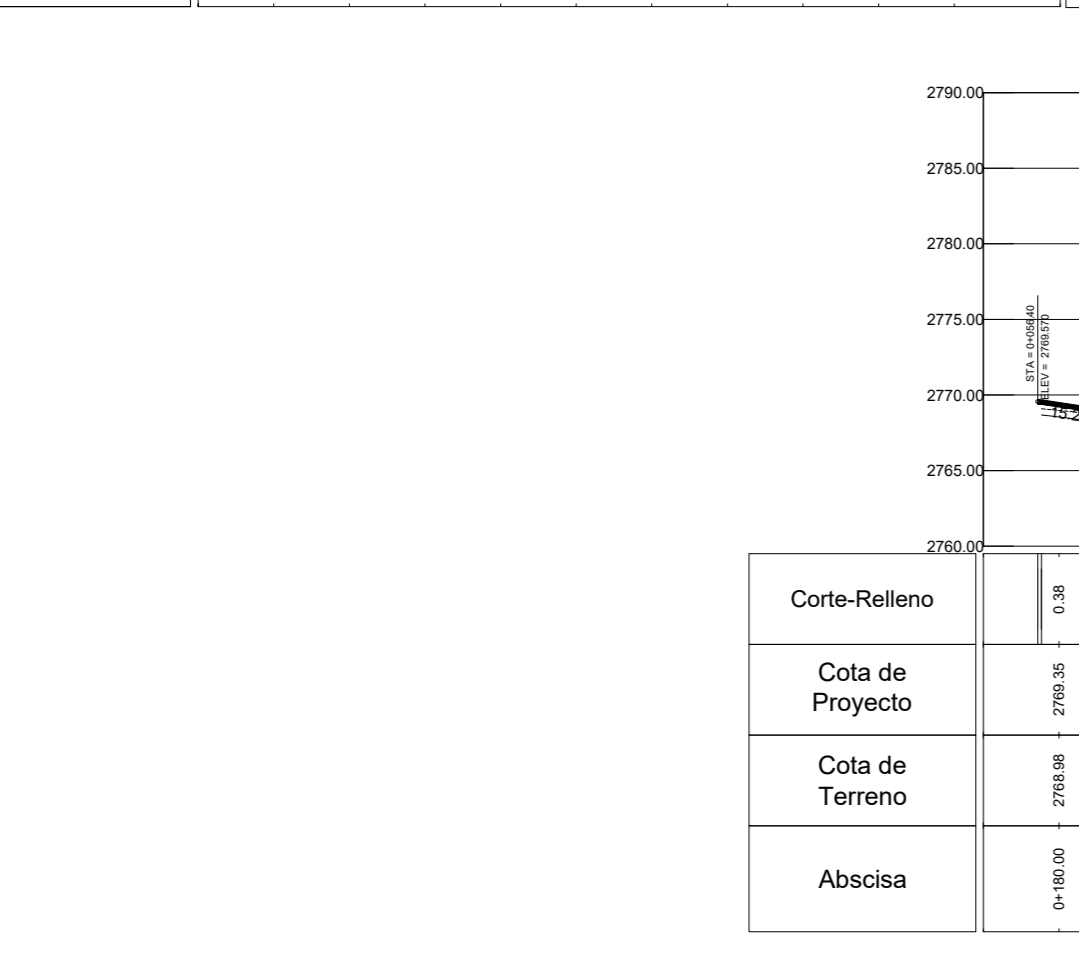 2790.00
2785.00
2780.00
2775.00
STA = 0+056.40
ELEV = 2769.570
2770.00
2765.00
2760.00
Corte-Relleno
0.38
Cota de
Proyecto
2769.35
Cota de
Terreno
2768.98
Abscisa
0+180.00